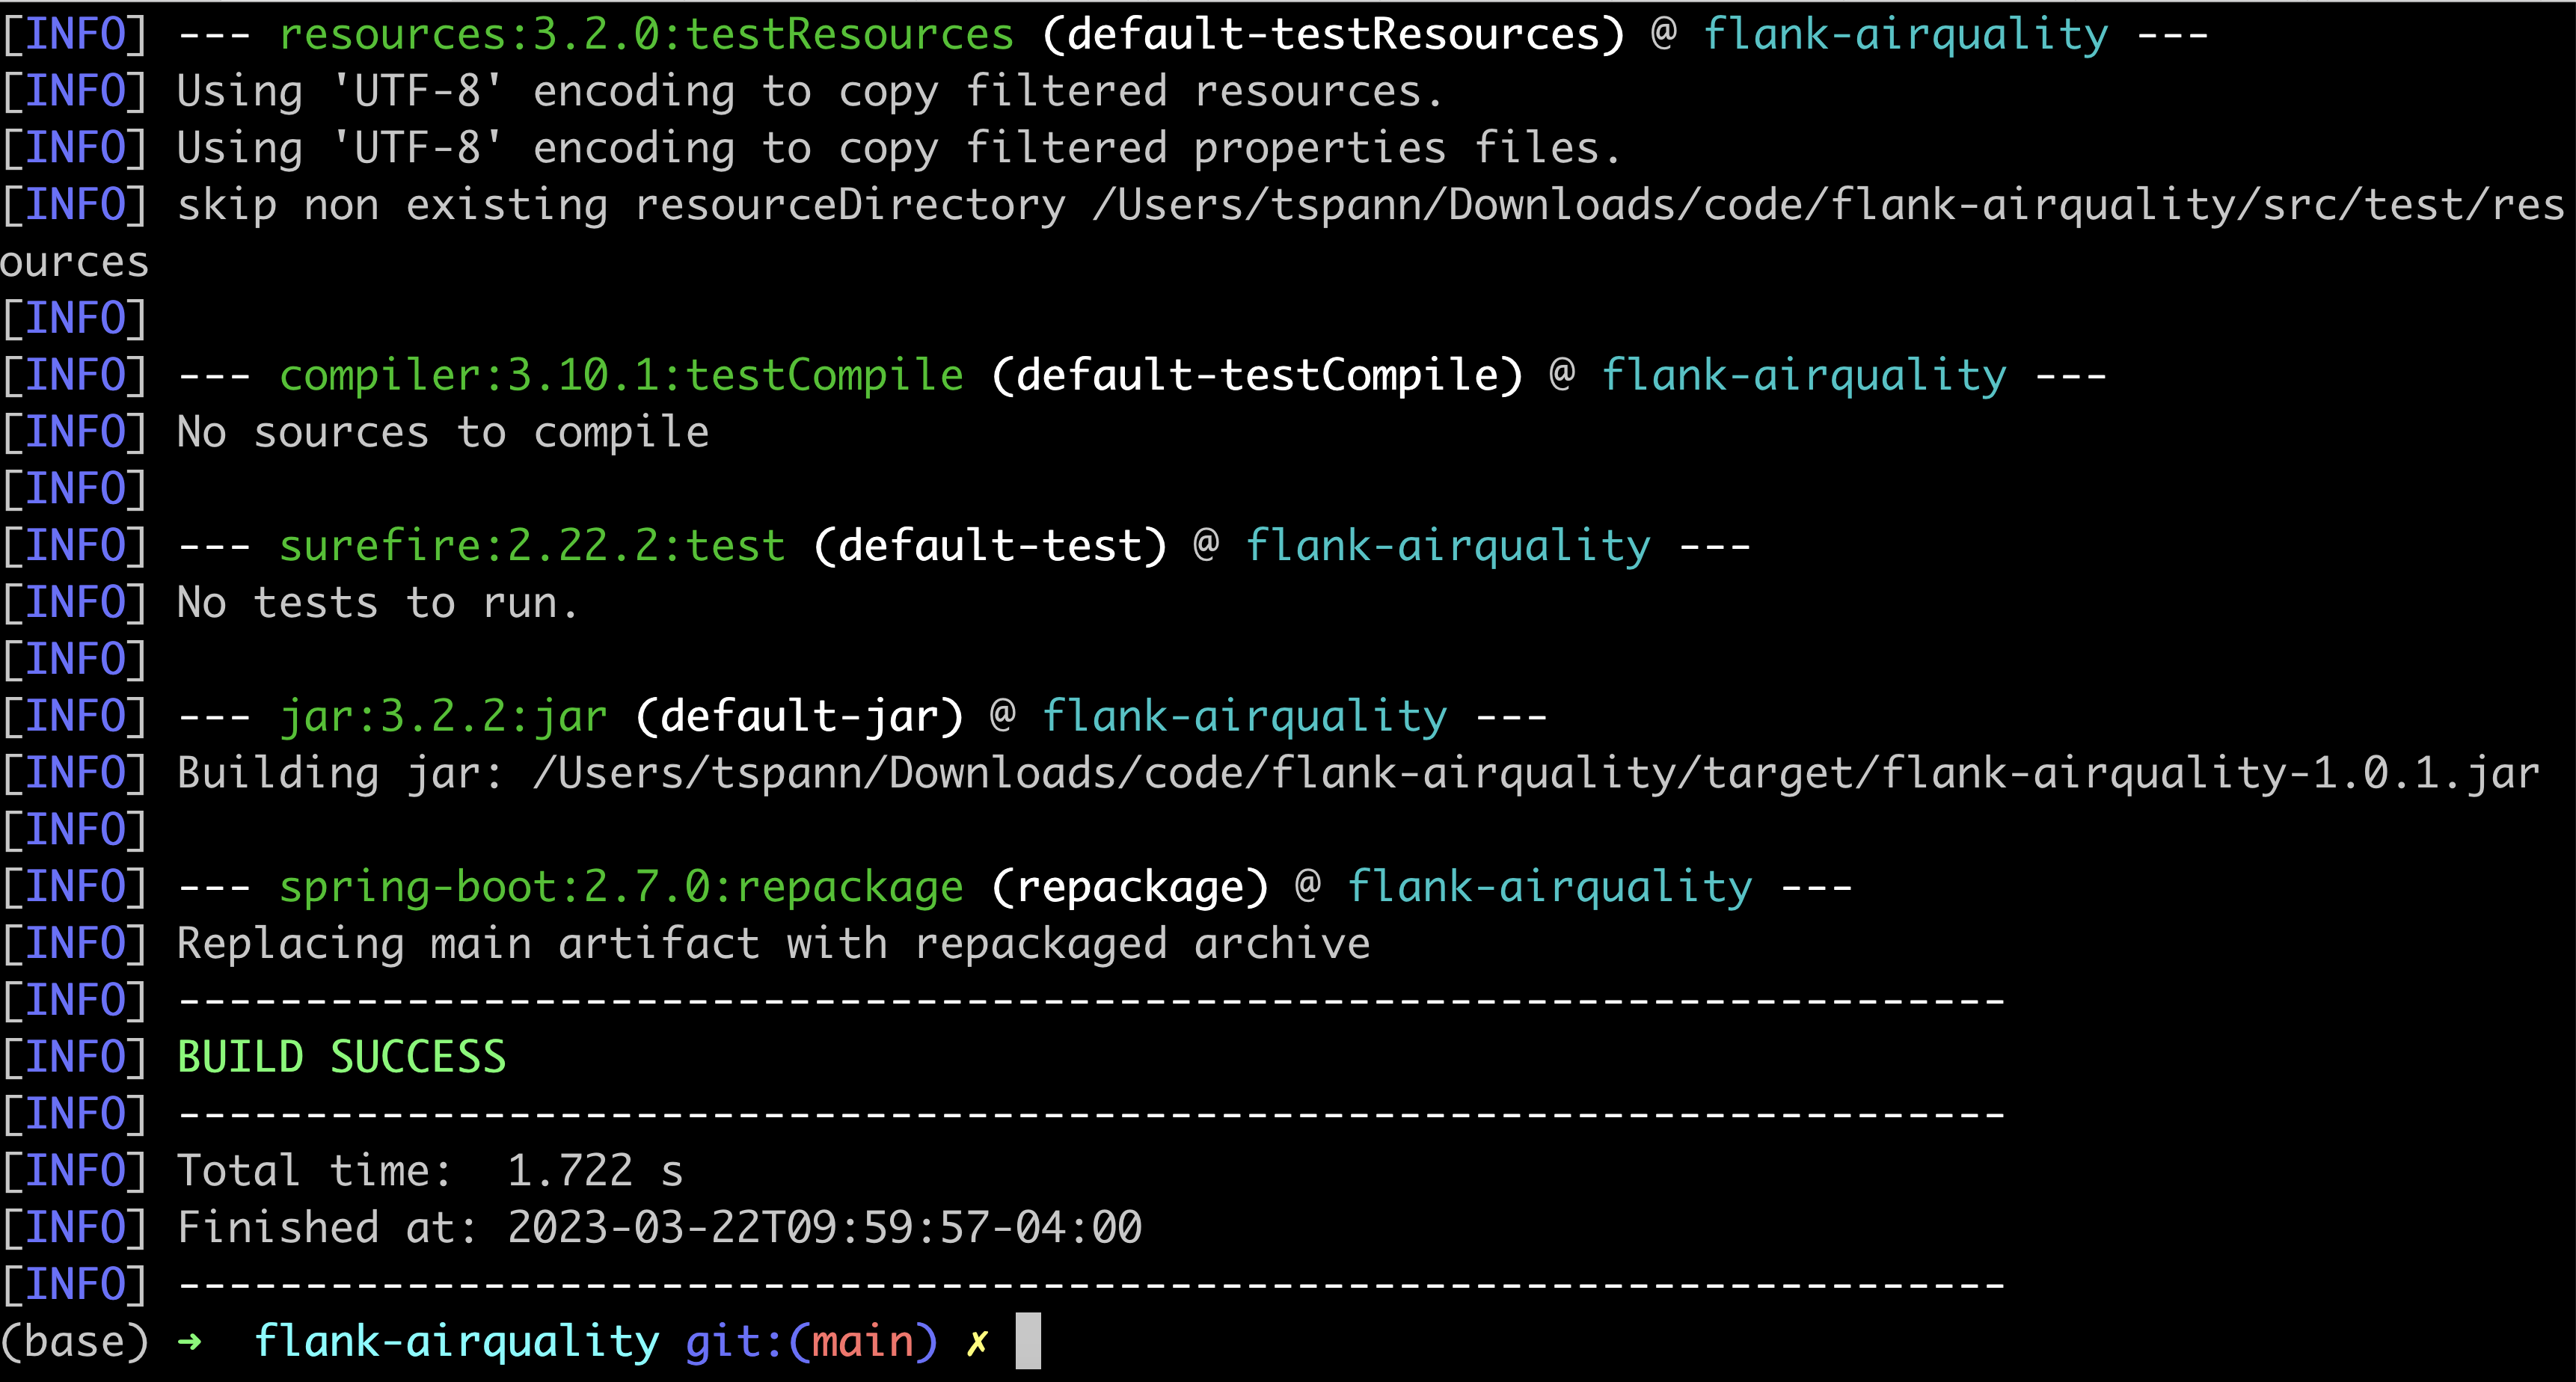 [INFO] --- resources:3.2.0:testResources (default-testResources) @ flank-airquality ---
[INFO] Using 'UTF-8' encoding to copy filtered resources.
[INFO] Using 'UTF-8' encoding to copy filtered properties files.
[INFO] skip non existing resourceDirectory /Users/tspann/Downloads/code/flank-airquality/src/test/res
ources
[INFO]
[INFO] --- compiler:3.10.1:testCompile (default-testCompile) @ flank-airquality ---
[INFO] No sources to compile
[INFO]
[INFO] --- surefire:2.22.2:test (default-test) @ flank-airquality ---
[INFO] No tests to run.
[INFO]
[INFO] --- jar:3.2.2:jar (default-jar) @ flank-airquality ---
[INFO] Building jar: /Users/tspann/Downloads/code/flank-airquality/target/flank-airquality-1.0.1.jar
[INFO]
[INFO] --- spring-boot:2.7.0:repackage (repackage) @ flank-airquality ---
[INFO] Replacing main artifact with repackaged archive
[INFO] ------------------------------------------------------------------------
[INFO] BUILD SUCCESS
[INFO] ------------------------------------------------------------------------
[INFO] Total time:  1.722 s
[INFO] Finished at: 2023-03-22T09:59:57-04:00
[INFO] ------------------------------------------------------------------------
(base) ➜  flank-airquality git:(main) ✗